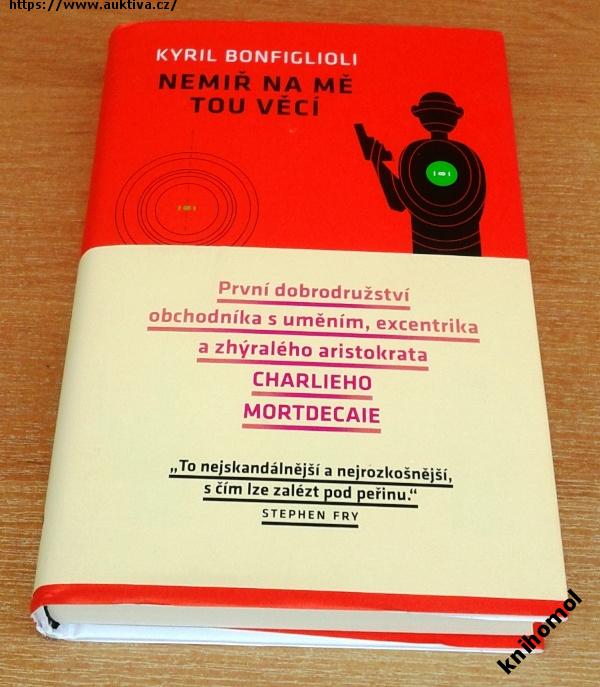 https://www.auktiva.cz/
KYRIL BONFIGLIOLI
NEMIŘ NA MĚ
TOU VĚCÍ
První dobrodružství
obchodníka s uměním, excentrika
a zhýralého aristokrata
CHARLIEHO
MORTDECAIE
„To nejskandálnější a nejrozkošnější,
s čím lze zalézt pod peřinu.“
STEPHEN FRY
knihomol